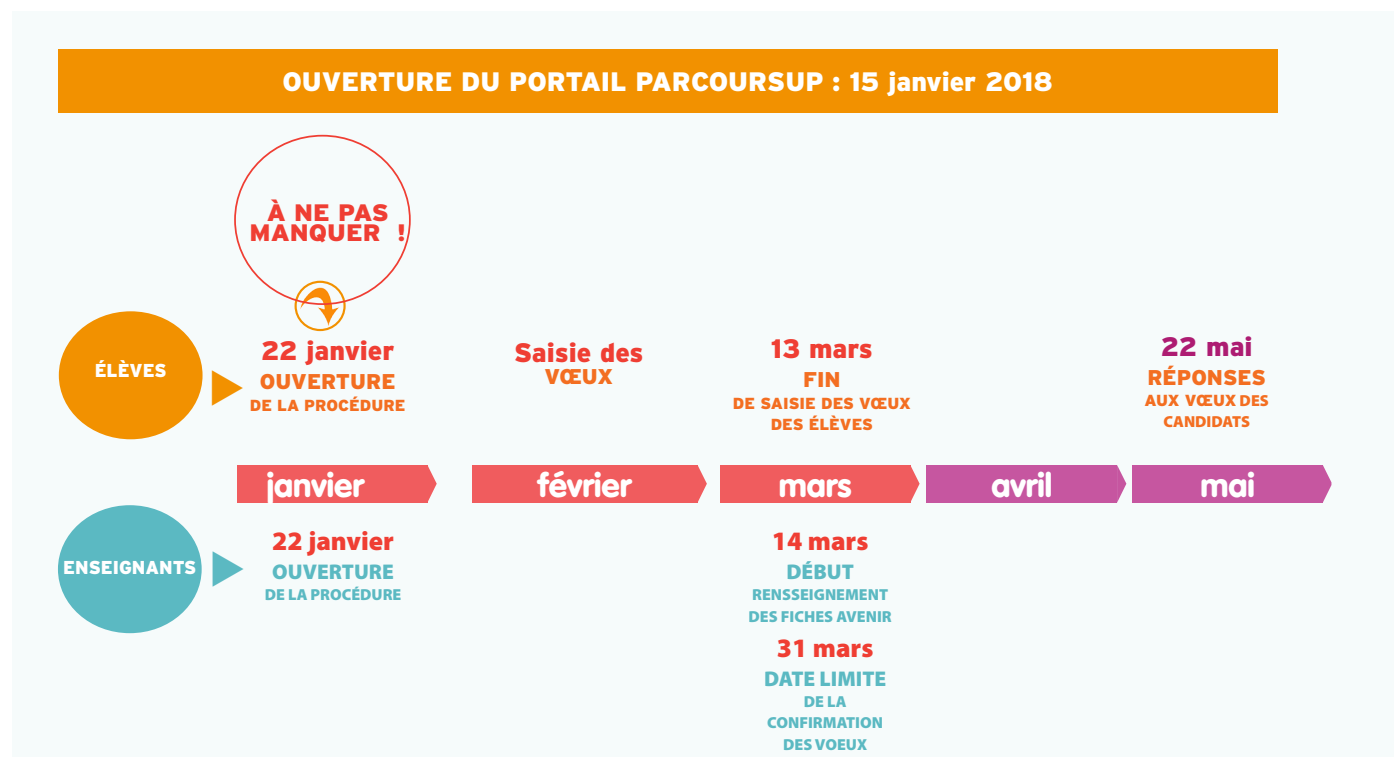 OUVERTURE DU PORTAIL PARCOURSUP : 15 janvier 2018
À NE PAS
MANQUER !
ÉLÈVES
22 janvier
OUVERTURE
DE LA PROCÉDURE
Saisie des
VŒUX
13 mars
FIN
DE SAISIE DES VŒUX
DES ÉLÈVES
22 mai
RÉPONSES
AUX VŒUX DES
CANDIDATS
janvier
février
mars
avril
mai
ENSEIGNANTS
22 janvier
OUVERTURE
DE LA PROCÉDURE
14 mars
DÉBUT
RENSSEIGNEMENT
DES FICHES AVENIR
31 mars
DATE LIMITE
DE LA
CONFIRMATION
DES VOEUX